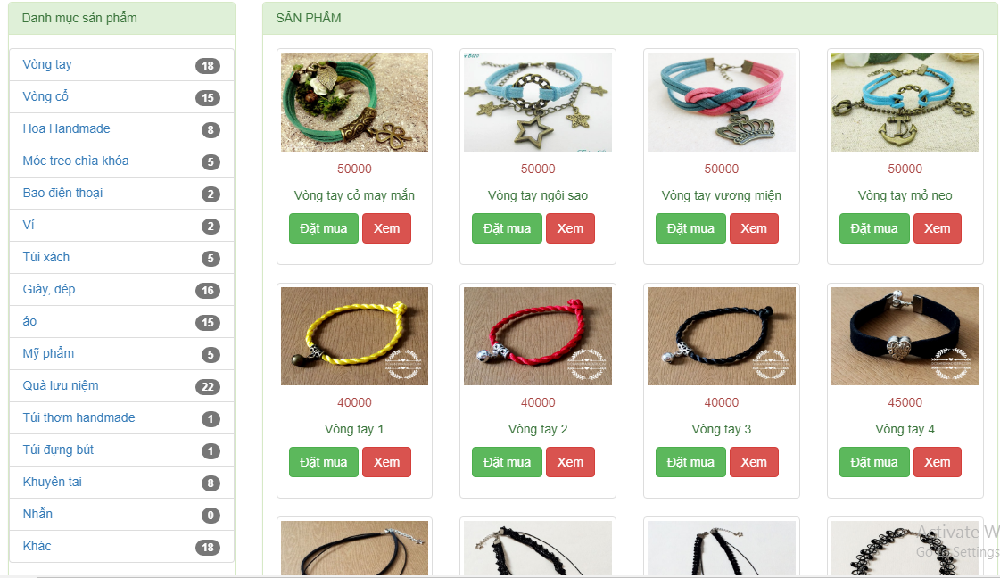 Danh mục sản phẩm
Vòng tay 18
Vòng cổ 15
Hoa Handmade 8
Móc treo chìa khóa 5
Bao điện thoại 2
Ví 2
Túi xách 5
Giày, dép 16
áo 15
Mỹ phẩm 5
Quà lưu niệm 22
Túi thơm handmade 1
Túi đựng bút 1
Khuyên tai 8
Nhẫn 0
Khác 18
SẢN PHẨM
50000 50000 50000 50000
Vòng tay cỏ may mắn Vòng tay ngôi sao Vòng tay vương miện Vòng tay mỏ neo
Đặt mua Xem Đặt mua Xem Đặt mua Xem Đặt mua Xem
40000 40000 40000 45000
Vòng tay 1 Vòng tay 2 Vòng tay 3 Vòng tay 4
Đặt mua Xem Đặt mua Xem Đặt mua Xem Đặt mua Xem
Activate W
Go to Settings